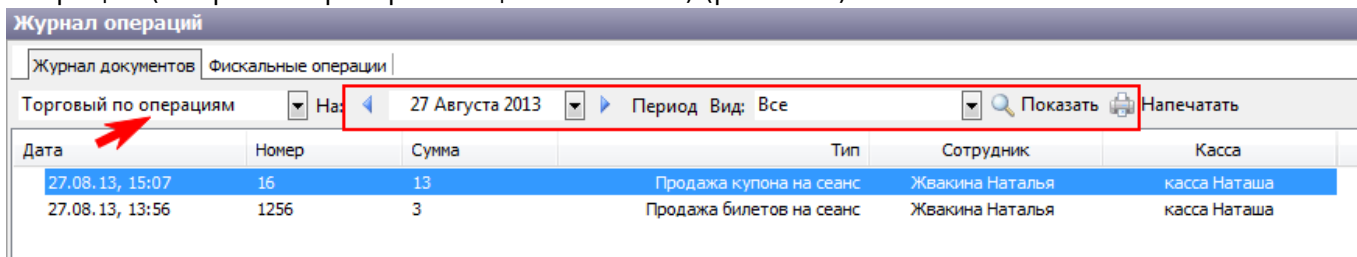 Журнал операций
Журнал документов Фискальные операции
Торговый по операциям На: 27 Августа 2013 Период Вид: Все Показать Напечатать
Дата Номер Сумма Тип Сотрудник Касса
27.08.13, 15:07 16 13 Продажа купона на сеанс Жвакина Наталья касса Наташа
27.08.13, 13:56 1256 3 Продажа билетов на сеанс Жвакина Наталья касса Наташа